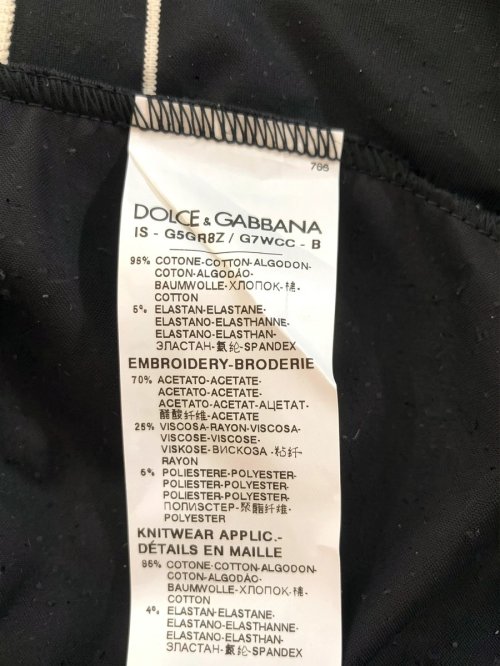 786
DOLCE & GABBANA
IS - G5GR8Z / G7WCC - B
95% COTONE-COTTON-ALGODON-
COTON-ALGODÃO-
BAUMWOLLE-ХЛОПОК-棉-
COTTON
5% ELASTAN-ELASTANE-
ELASTANO-ELASTHANNE-
ELASTANO-ELASTHAN-
ЭЛАСТАН-氨纶-SPANDEX
EMBROIDERY-BRODERIE
70% ACETATO-ACETATE-
ACETATO-ACETATE-
ACETATO-ACETAT-АЦЕТАТ-
醋酸纤维-ACETATE
25% VISCOSA-RAYON-VISCOSA-
VISCOSE-VISCOSE-
VISKOSE-ВИСКОЗА-粘纤-
RAYON
5% POLIESTERE-POLYESTER-
POLIESTER-POLYESTER-
POLIÉSTER-POLYESTER-
ПОЛИЭСТЕР-聚酯纤维-
POLYESTER
KNITWEAR APPLIC.-
DÉTAILS EN MAILLE
96% COTONE-COTTON-ALGODON-
COTON-ALGODÃO-
BAUMWOLLE-ХЛОПОК-棉-
COTTON
4% ELASTAN-ELASTANE-
ELASTANO-ELASTHANNE-
ELASTANO-ELASTHAN-
ЭЛАСТАН-氨纶-SPANDEX